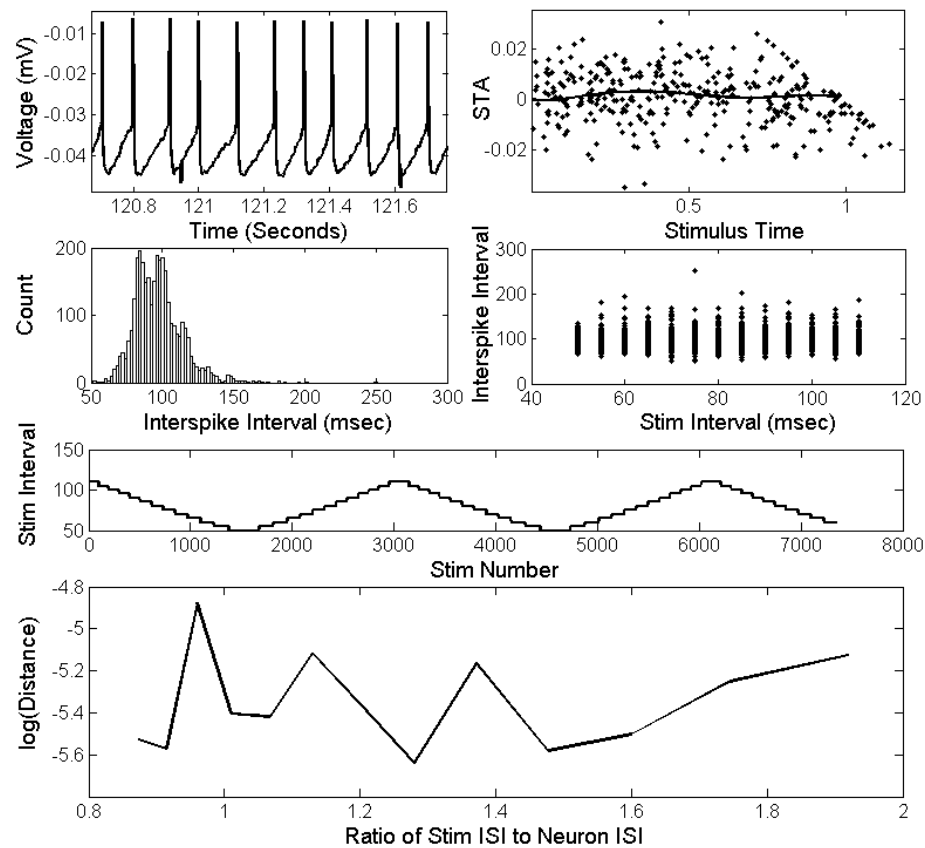 -0.01
-0.02
-0.03
-0.04
Voltage (mV)
120.8 121 121.2 121.4 121.6
Time (Seconds)
0.02
0
-0.02
STA
0.5 1
Stimulus Time
200
100
0
Count
50 100 150 200 250 300
Interspike Interval (msec)
300
200
100
0
Interspike Interval
40 60 80 100 120
Stim Interval (msec)
150
100
50
Stim Interval
0 1000 2000 3000 4000 5000 6000 7000 8000
Stim Number
-4.8
-5
-5.2
-5.4
-5.6
log(Distance)
0.8 1 1.2 1.4 1.6 1.8 2
Ratio of Stim ISI to Neuron ISI